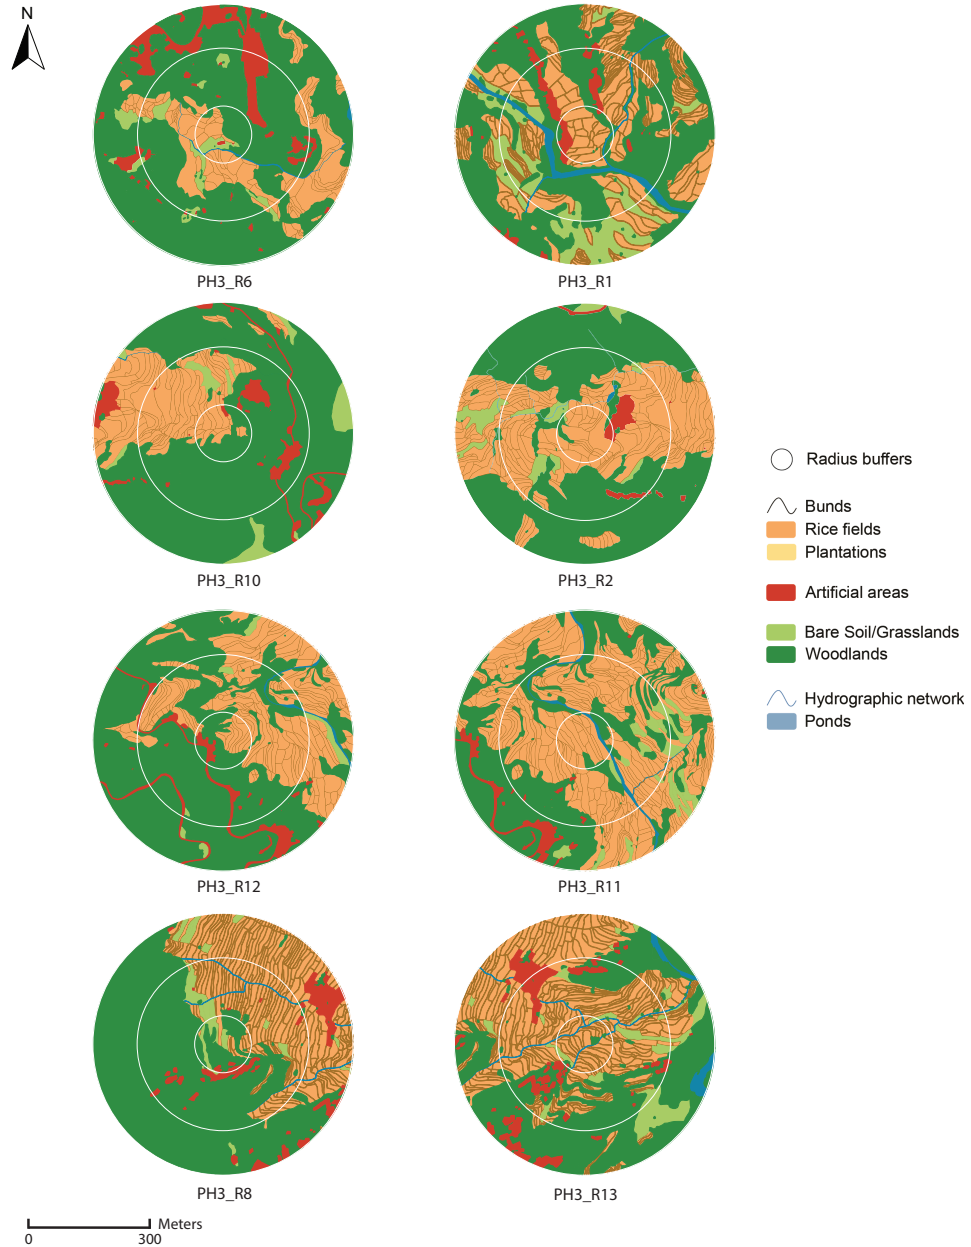 N
PH3_R6
PH3_R1
PH3_R10
PH3_R2
Radius buffers
Bunds
Rice fields
Plantations
Artificial areas
Bare Soil/Grasslands
Woodlands
Hydrographic network
Ponds
PH3_R12
PH3_R11
PH3_R8
PH3_R13
Meters
0
300